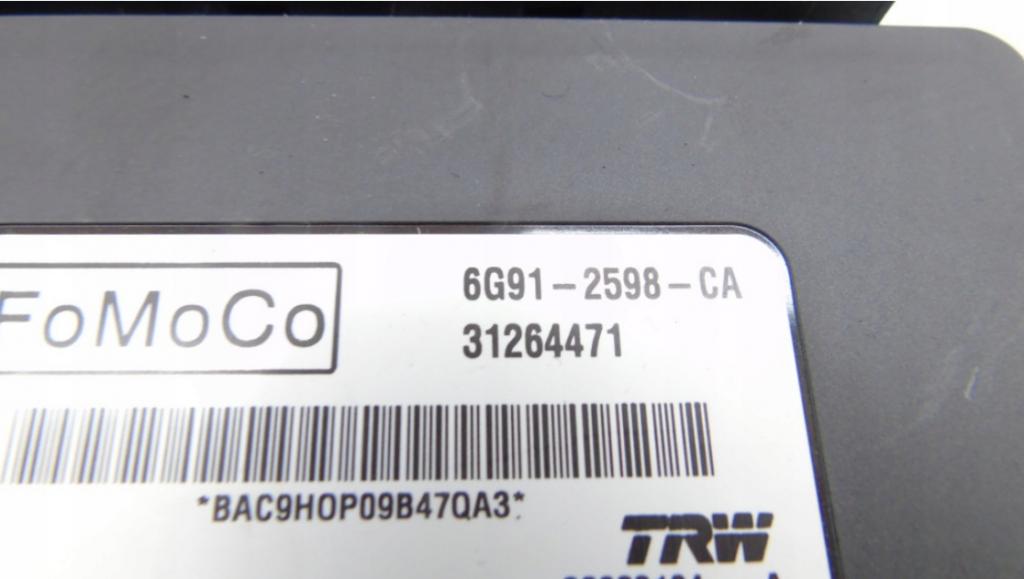 FoMoCo
6G91-2598-CA
31264471
*BAC9HOP09B47QA3*
TRW